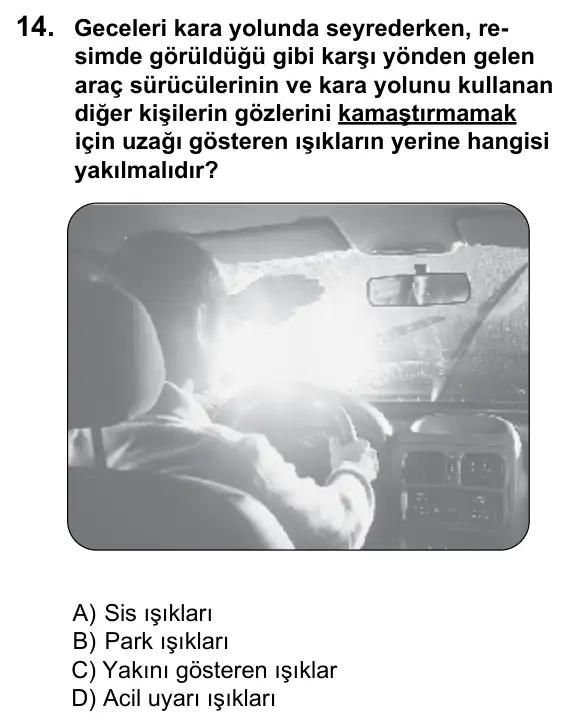 14. Geceleri kara yolunda seyrederken, re-
simde görüldüğü gibi karşı yönden gelen
araç sürücülerinin ve kara yolunu kullanan
diğer kişilerin gözlerini kamaştırmamak
için uzağı gösteren ışıkların yerine hangisi
yakılmalıdır?
A) Sis ışıkları
B) Park ışıkları
C) Yakını gösteren ışıklar
D) Acil uyarı ışıkları